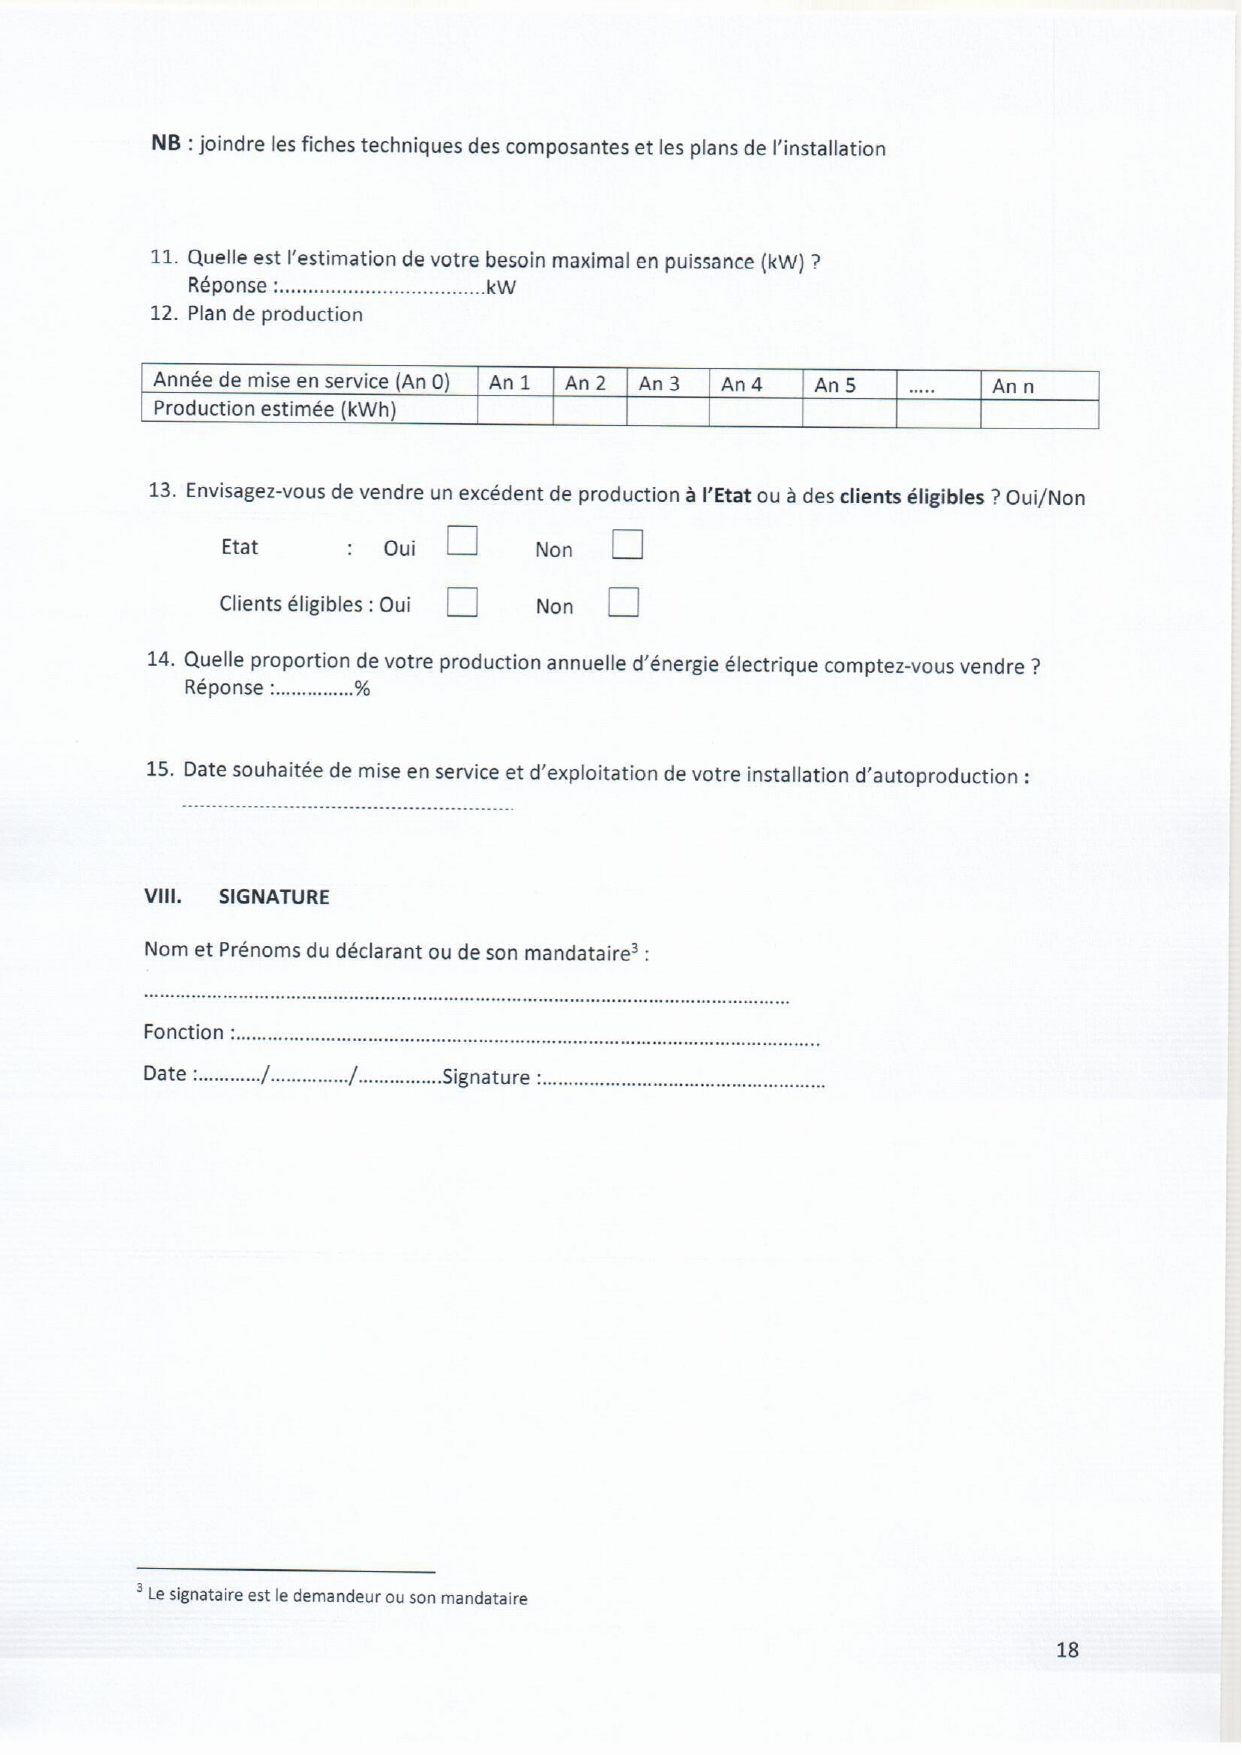 NB : joindre les fiches techniques des composantes et les plans de l'installation
11. Quelle est l'estimation de votre besoin maximal en puissance (kW) ?
Réponse :...................................kW
12. Plan de production
Année de mise en service (An 0) An 1 An 2 An 3 An 4 An 5 ..... An n
Production estimée (kWh)
13. Envisagez-vous de vendre un excédent de production à l'Etat ou à des clients éligibles ? Oui/Non
Etat : Oui Non
Clients éligibles : Oui Non
14. Quelle proportion de votre production annuelle d'énergie électrique comptez-vous vendre ?
Réponse :...............%
15. Date souhaitée de mise en service et d'exploitation de votre installation d'autoproduction :
VIII. SIGNATURE
Nom et Prénoms du déclarant ou de son mandataire³ :
Fonction :....................................................................................................
Date :............/............../...............Signature :....................................................
³ Le signataire est le demandeur ou son mandataire
18